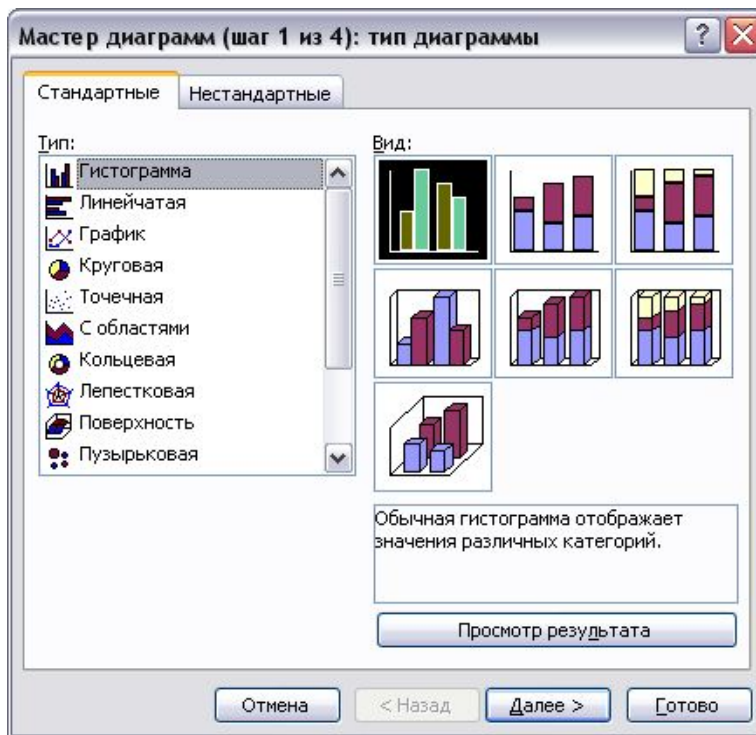 Мастер диаграмм (шаг 1 из 4): тип диаграммы
Стандартные
Нестандартные
Тип:
Гистограмма
Линейчатая
График
Круговая
Точечная
С областями
Кольцевая
Лепестковая
Поверхность
Пузырьковая
Вид:
Обычная гистограмма отображает
значения различных категорий.
Просмотр результата
Отмена
< Назад
Далее >
Готово